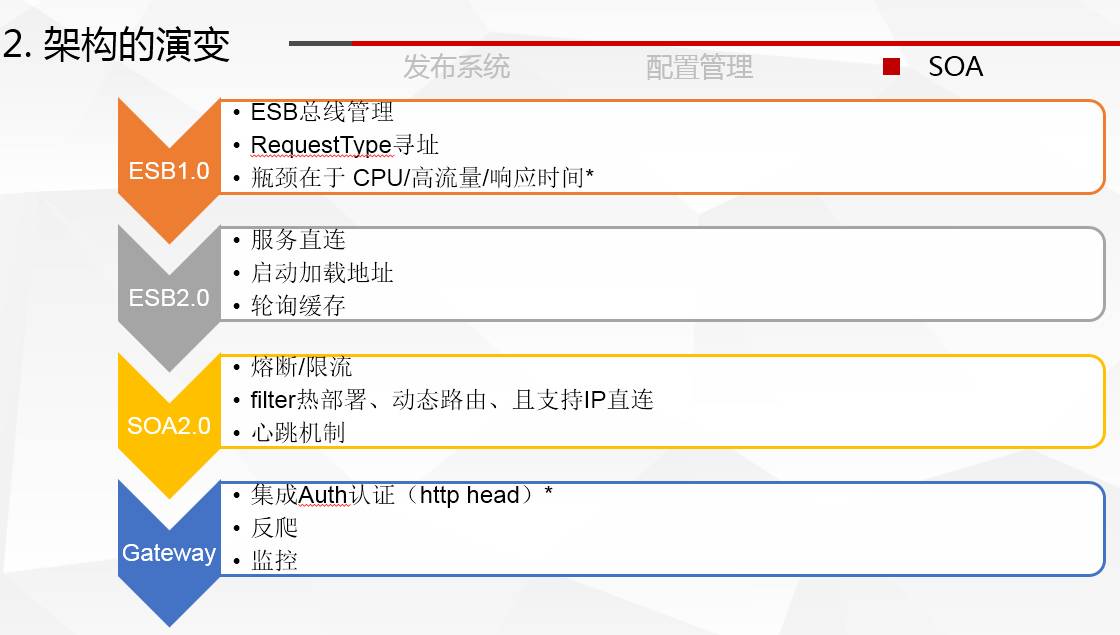 2. 架构的演变
发布系统
配置管理
SOA
ESB1.0
• ESB总线管理
• RequestType寻址
• 瓶颈在于 CPU/高流量/响应时间*
ESB2.0
• 服务直连
• 启动加载地址
• 轮询缓存
SOA2.0
• 熔断/限流
• filter热部署、动态路由、且支持IP直连
• 心跳机制
Gateway
• 集成Auth认证（http head）*
• 反爬
• 监控